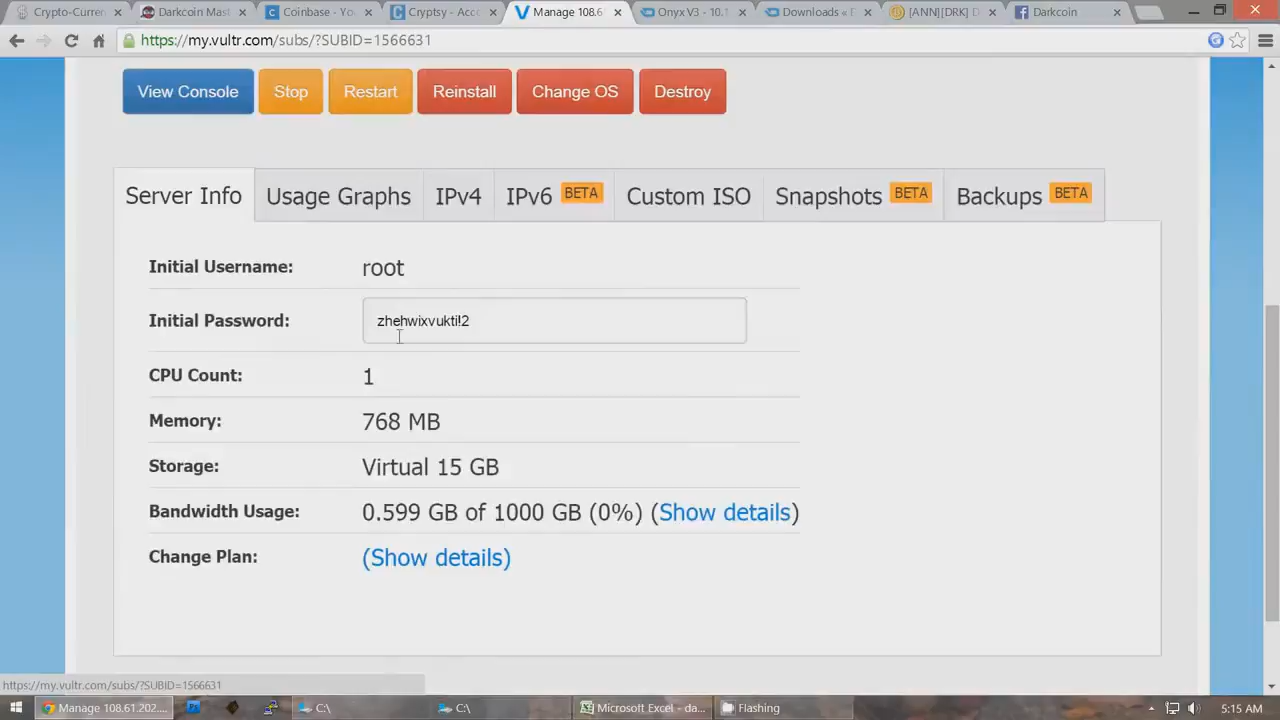 Crypto-Curren
Darkcoin Mast
Coinbase - Yo
Cryptsy - Acco
Manage 108.6
Onyx V3 - 10.1
Downloads «
[ANN][DRK] D
Darkcoin
https://my.vultr.com/subs/?SUBID=1566631
View Console
Stop
Restart
Reinstall
Change OS
Destroy
Server Info
Usage Graphs
IPv4
IPv6 BETA
Custom ISO
Snapshots BETA
Backups BETA
Initial Username: root
Initial Password: zhehwixvukti!2
CPU Count: 1
Memory: 768 MB
Storage: Virtual 15 GB
Bandwidth Usage: 0.599 GB of 1000 GB (0%) (Show details)
Change Plan: (Show details)
https://my.vultr.com/subs/?SUBID=1566631
Manage 108.61.202....
C:\
C:\
Microsoft Excel - da...
Flashing
5:15 AM